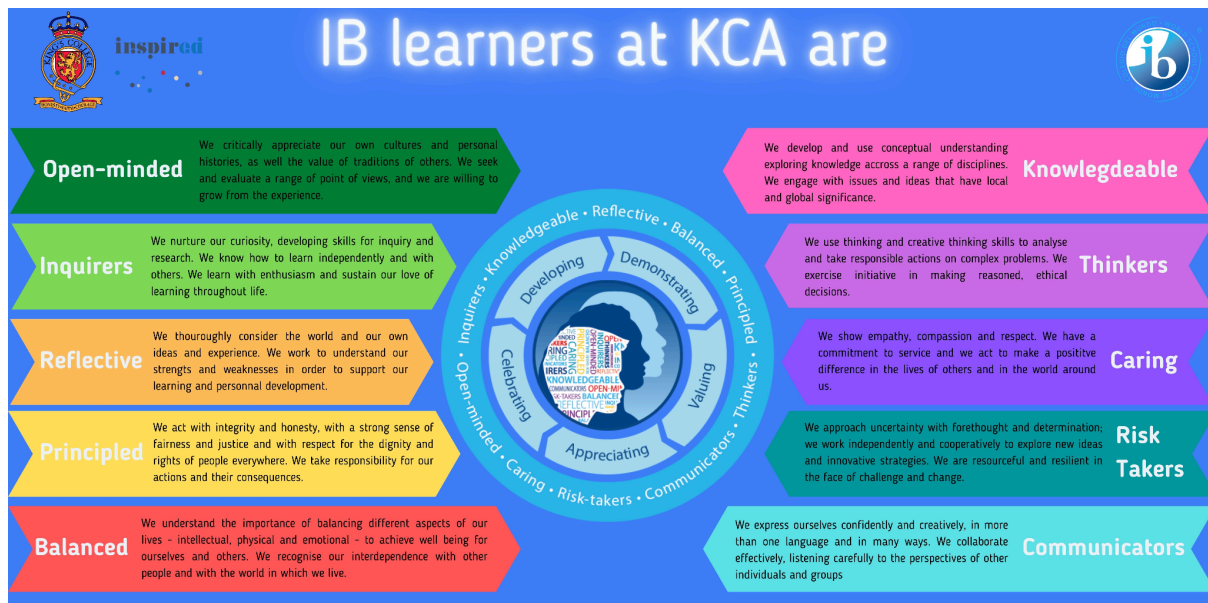 KING'S COLLEGE
inspired
IB learners at KCA are
ib
Open-minded
We critically appreciate our own cultures and personal
histories, as well the value of traditions of others. We seek
and evaluate a range of point of views, and we are willing to
grow from the experience.
Inquirers
We nurture our curiosity, developing skills for inquiry and
research. We know how to learn independently and with
others. We learn with enthusiasm and sustain our love of
learning throughout life.
Reflective
We thouroughly consider the world and our own
ideas and experience. We work to understand our
strengts and weaknesses in order to support our
learning and personnal development.
Principled
We act with integrity and honesty, with a strong sense of
fairness and justice and with respect for the dignity and
rights of people everywhere. We take responsibility for our
actions and their consequences.
Balanced
We understand the importance of balancing different aspects of our
lives - intellectual, physical and emotional - to achieve well being for
ourselves and others. We recognise our interdependence with other
people and with the world in which we live.
Inquirers • Knowledgeable • Reflective • Balanced • Principled
Open-minded • Caring • Risk-takers • Communicators • Thinkers •
Developing
Demonstrating
Valuing
Appreciating
Celebrating
KNOWLEDGEABLE
COMMUNICATORS OPEN-MI
SK-TAKERS BALANCED
REFLECTIVE
PRINCIPLED
CARING
INQUIRERS
THINKERS
OPEN-MINDED
We develop and use conceptual understanding
exploring knowledge accross a range of disciplines.
We engage with issues and ideas that have local
and global significance.
Knowlegdeable
We use thinking and creative thinking skills to analyse
and take responsible actions on complex problems. We
exercise initiative in making reasoned, ethical
decisions.
Thinkers
We show empathy, compassion and respect. We have a
commitment to service and we act to make a posititve
difference in the lives of others and in the world around
us.
Caring
We approach uncertainty with forethought and determination;
we work independently and cooperatively to explore new ideas
and innovative strategies. We are resourceful and resilient in
the face of challenge and change.
Risk
Takers
We express ourselves confidently and creatively, in more
than one language and in many ways. We collaborate
effectively, listening carefully to the perspectives of other
individuals and groups
Communicators